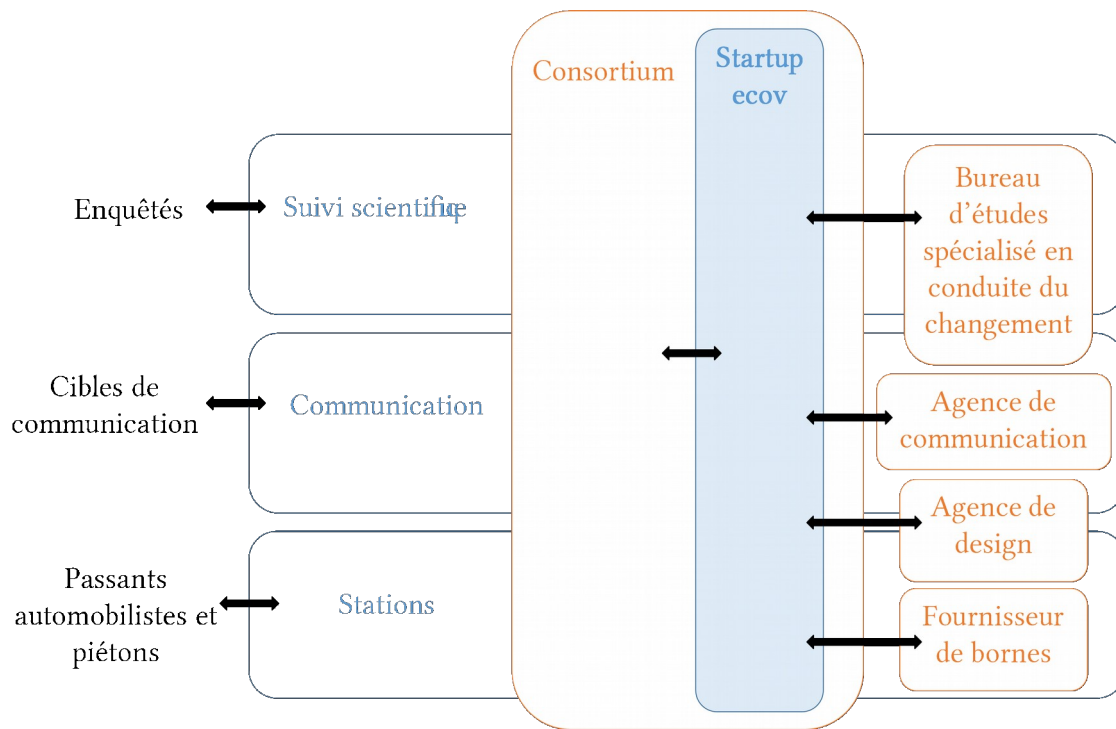 Consortium
Startup
ecov
Enquêtés
Suivi scientifique
Bureau
d'études
spécialisé en
conduite du
changement
Cibles de
communication
Communication
Agence de
communication
Agence de
design
Passants
automobilistes et
piétons
Stations
Fournisseur
de bornes